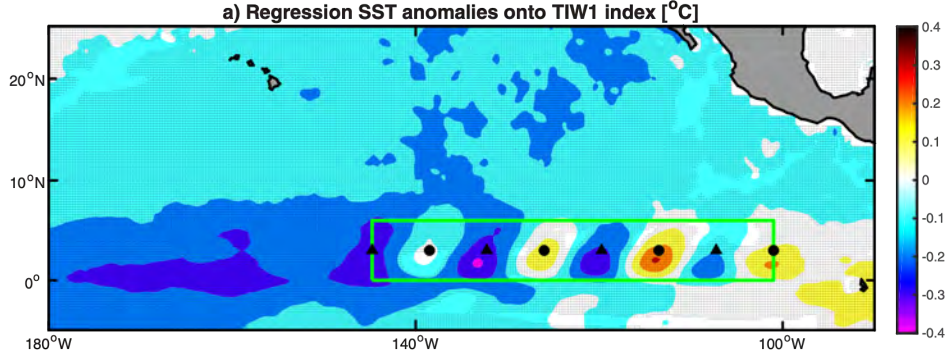 a) Regression SST anomalies onto TIW1 index [°C]
20°N
10°N
0°
180°W
140°W
100°W
0.4
0.3
0.2
0.1
0
-0.1
-0.2
-0.3
-0.4